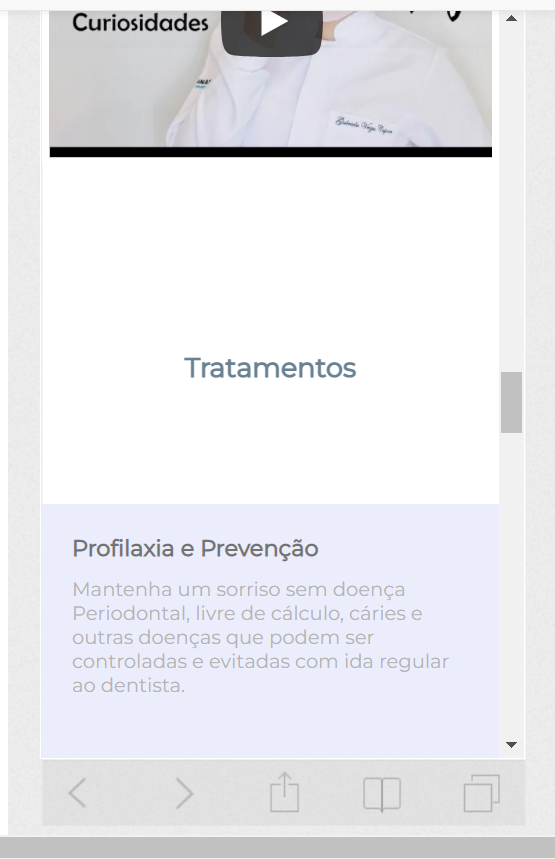 Curiosidades
Tratamentos
Profilaxia e Prevenção
Mantenha um sorriso sem doença
Periodontal, livre de cálculo, cáries e
outras doenças que podem ser
controladas e evitadas com ida regular
ao dentista.